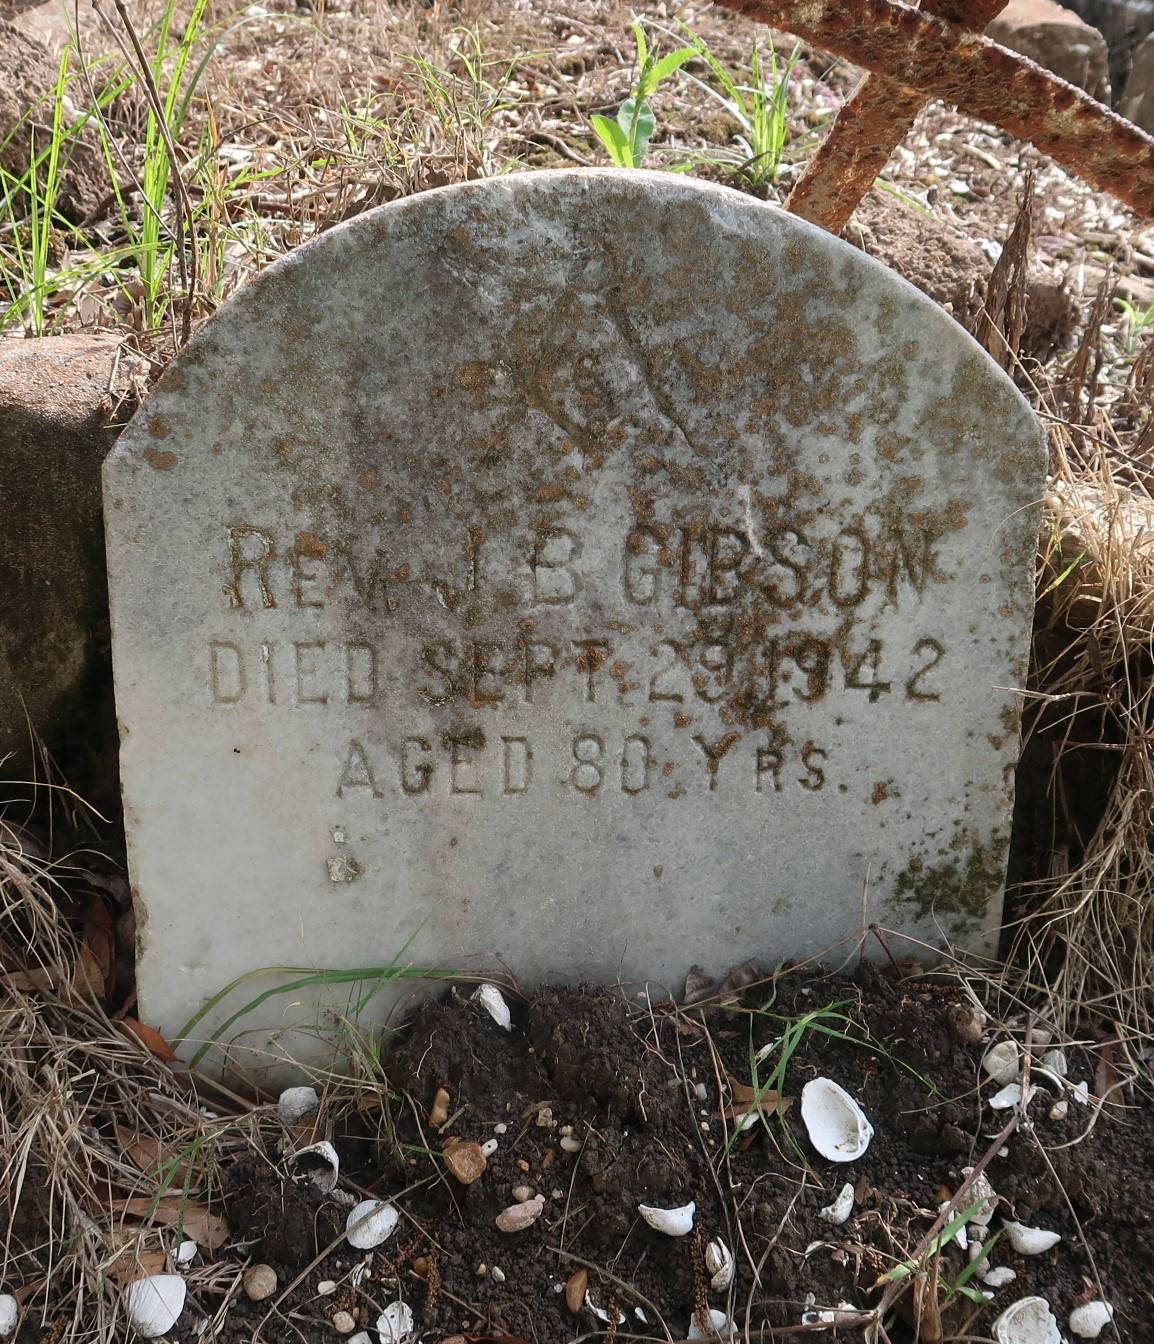 REV. J. B. GIBSON
DIED SEPT. 29 1942
AGED 80 YRS.